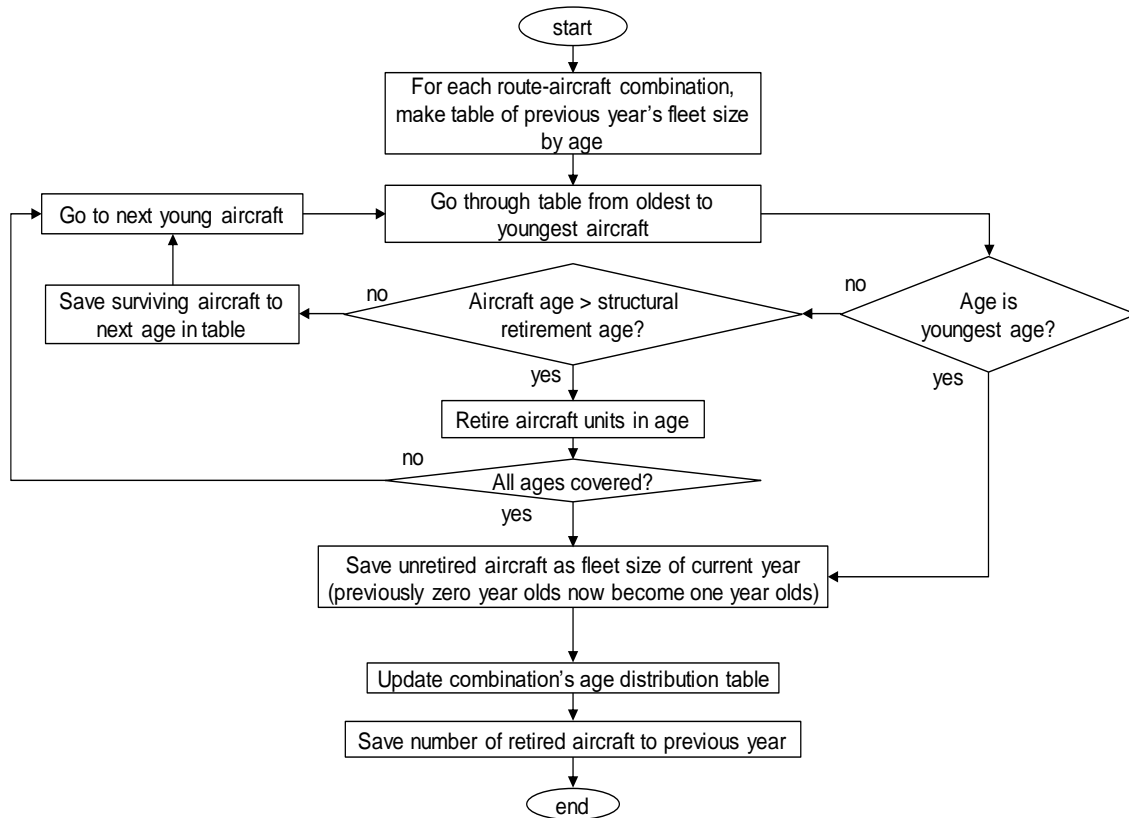 start
For each route-aircraft combination,
make table of previous year's fleet size
by age
Go to next young aircraft
Go through table from oldest to
youngest aircraft
Save surviving aircraft to
next age in table
no
Aircraft age > structural
retirement age?
no
Age is
youngest age?
yes
yes
Retire aircraft units in age
no
All ages covered?
yes
Save unretired aircraft as fleet size of current year
(previously zero year olds now become one year olds)
Update combination's age distribution table
Save number of retired aircraft to previous year
end